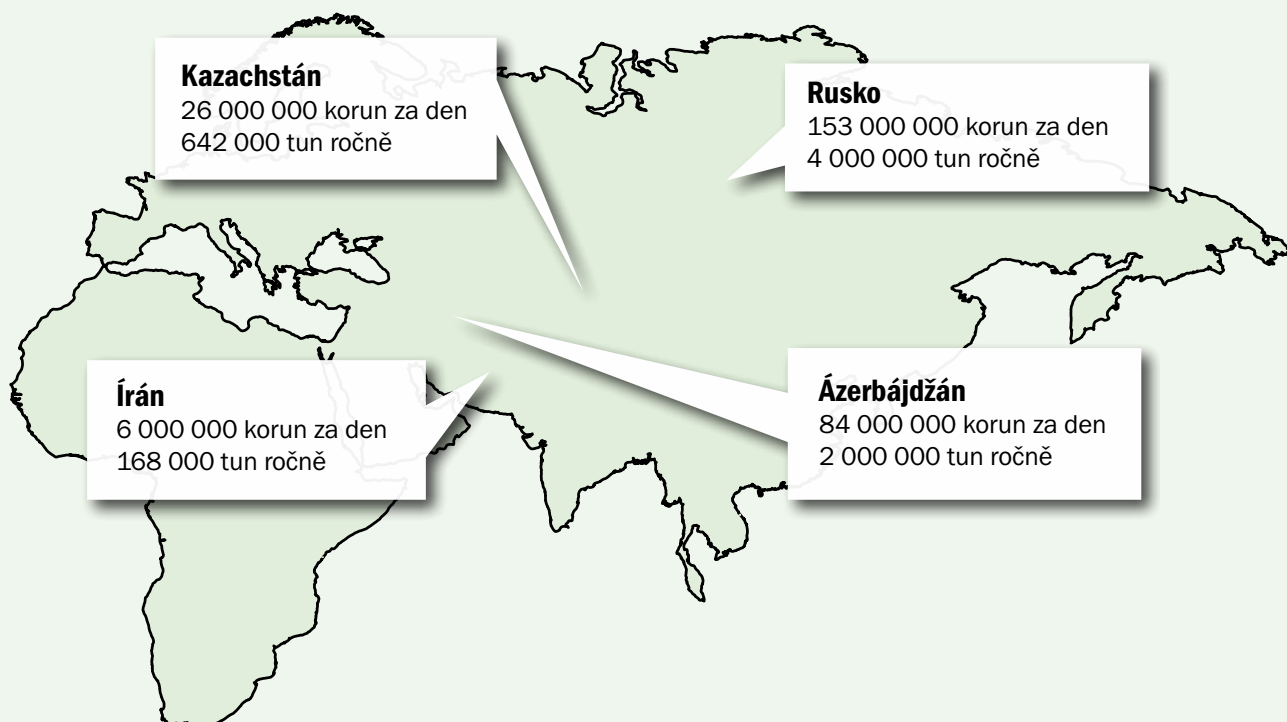 Kazachstán
26 000 000 korun za den
642 000 tun ročně
Rusko
153 000 000 korun za den
4 000 000 tun ročně
Írán
6 000 000 korun za den
168 000 tun ročně
Ázerbájdžán
84 000 000 korun za den
2 000 000 tun ročně